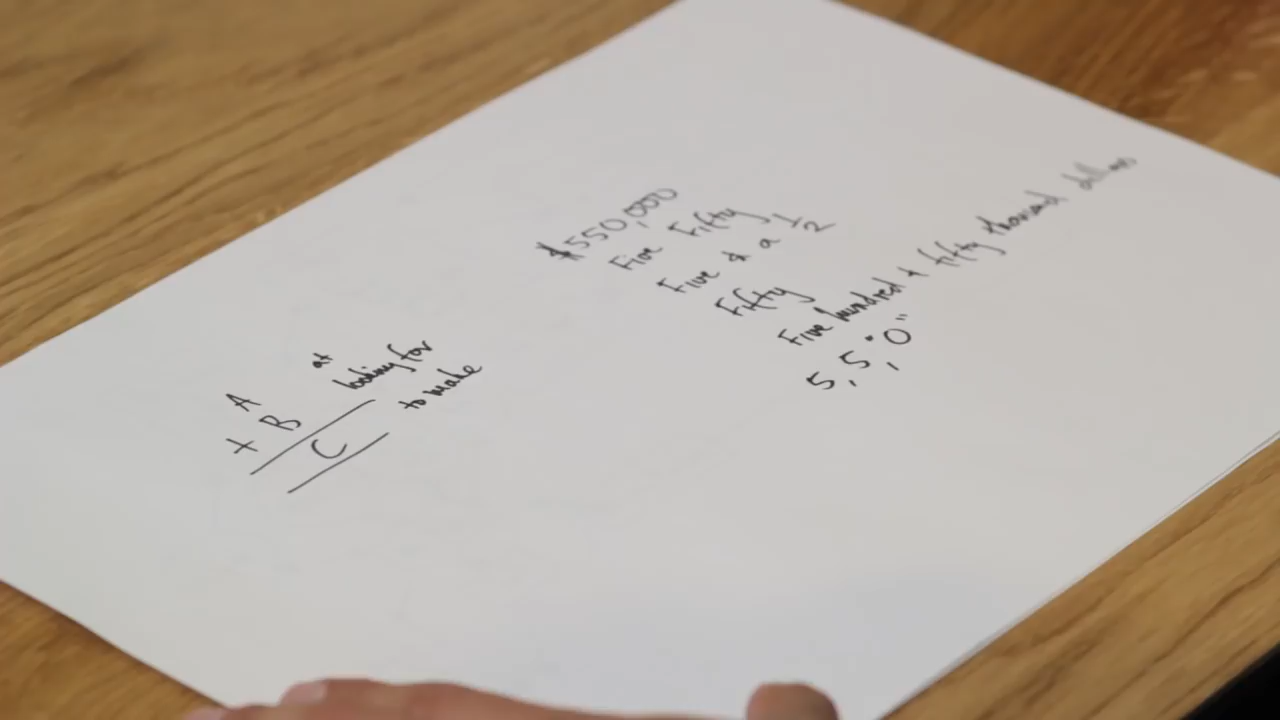 A at
+ B looking for
C to make
$550,000
Five Fifty
Five & a 1/2
Fifty
Five hundred & fifty thousand dollars
5, 5, "0"